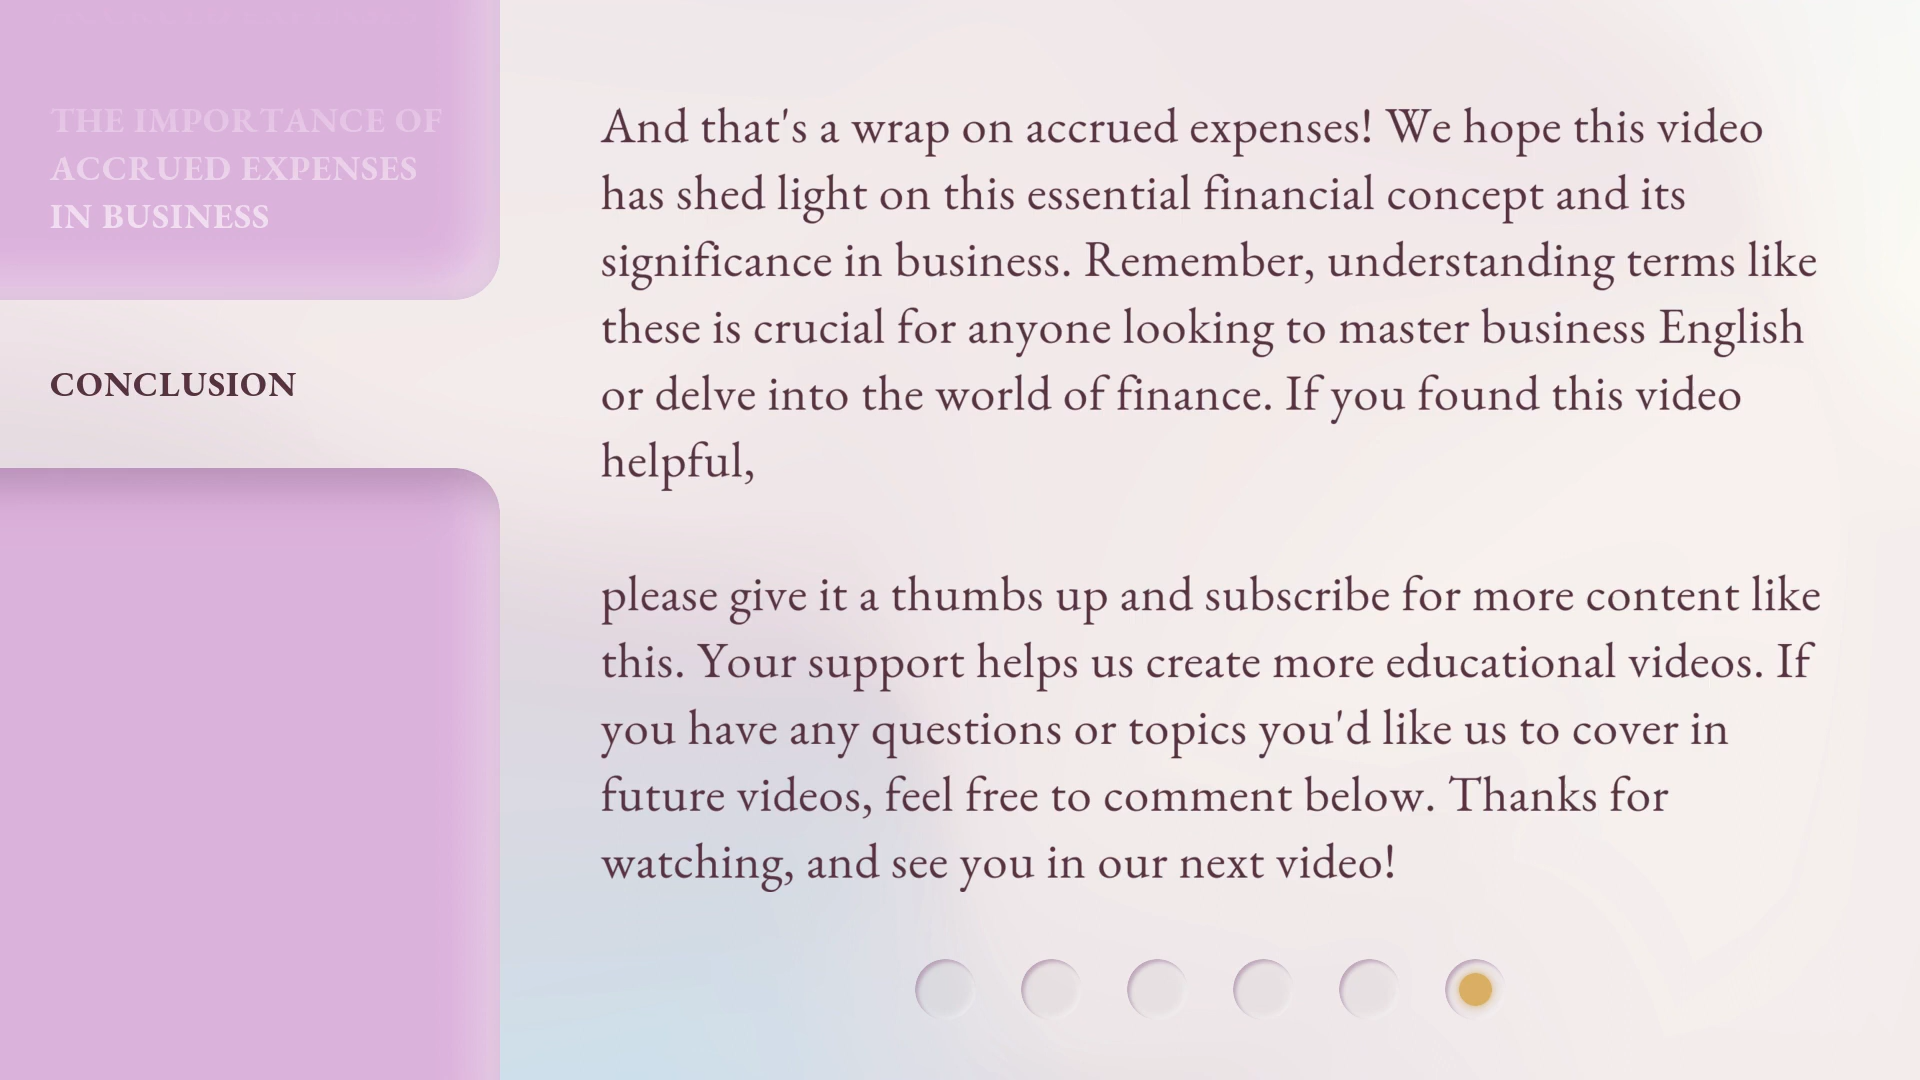 THE IMPORTANCE OF
ACCRUED EXPENSES
IN BUSINESS
CONCLUSION
And that's a wrap on accrued expenses! We hope this video
has shed light on this essential financial concept and its
significance in business. Remember, understanding terms like
these is crucial for anyone looking to master business English
or delve into the world of finance. If you found this video
helpful,
please give it a thumbs up and subscribe for more content like
this. Your support helps us create more educational videos. If
you have any questions or topics you'd like us to cover in
future videos, feel free to comment below. Thanks for
watching, and see you in our next video!